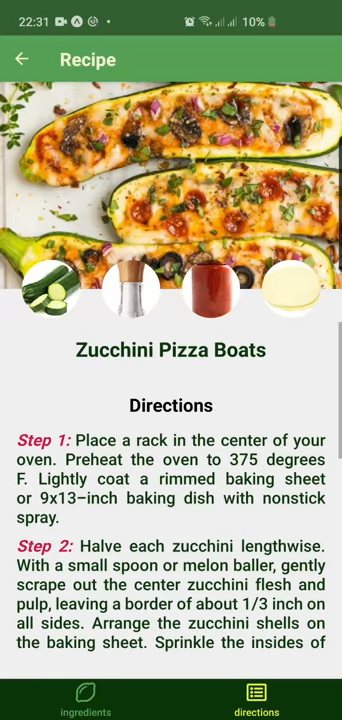 22:31
10%
Recipe
Zucchini Pizza Boats
Directions
Step 1: Place a rack in the center of your
oven. Preheat the oven to 375 degrees
F. Lightly coat a rimmed baking sheet
or 9x13–inch baking dish with nonstick
spray.
Step 2: Halve each zucchini lengthwise.
With a small spoon or melon baller, gently
scrape out the center zucchini flesh and
pulp, leaving a border of about 1/3 inch on
all sides. Arrange the zucchini shells on
the baking sheet. Sprinkle the insides of
ingredients
directions